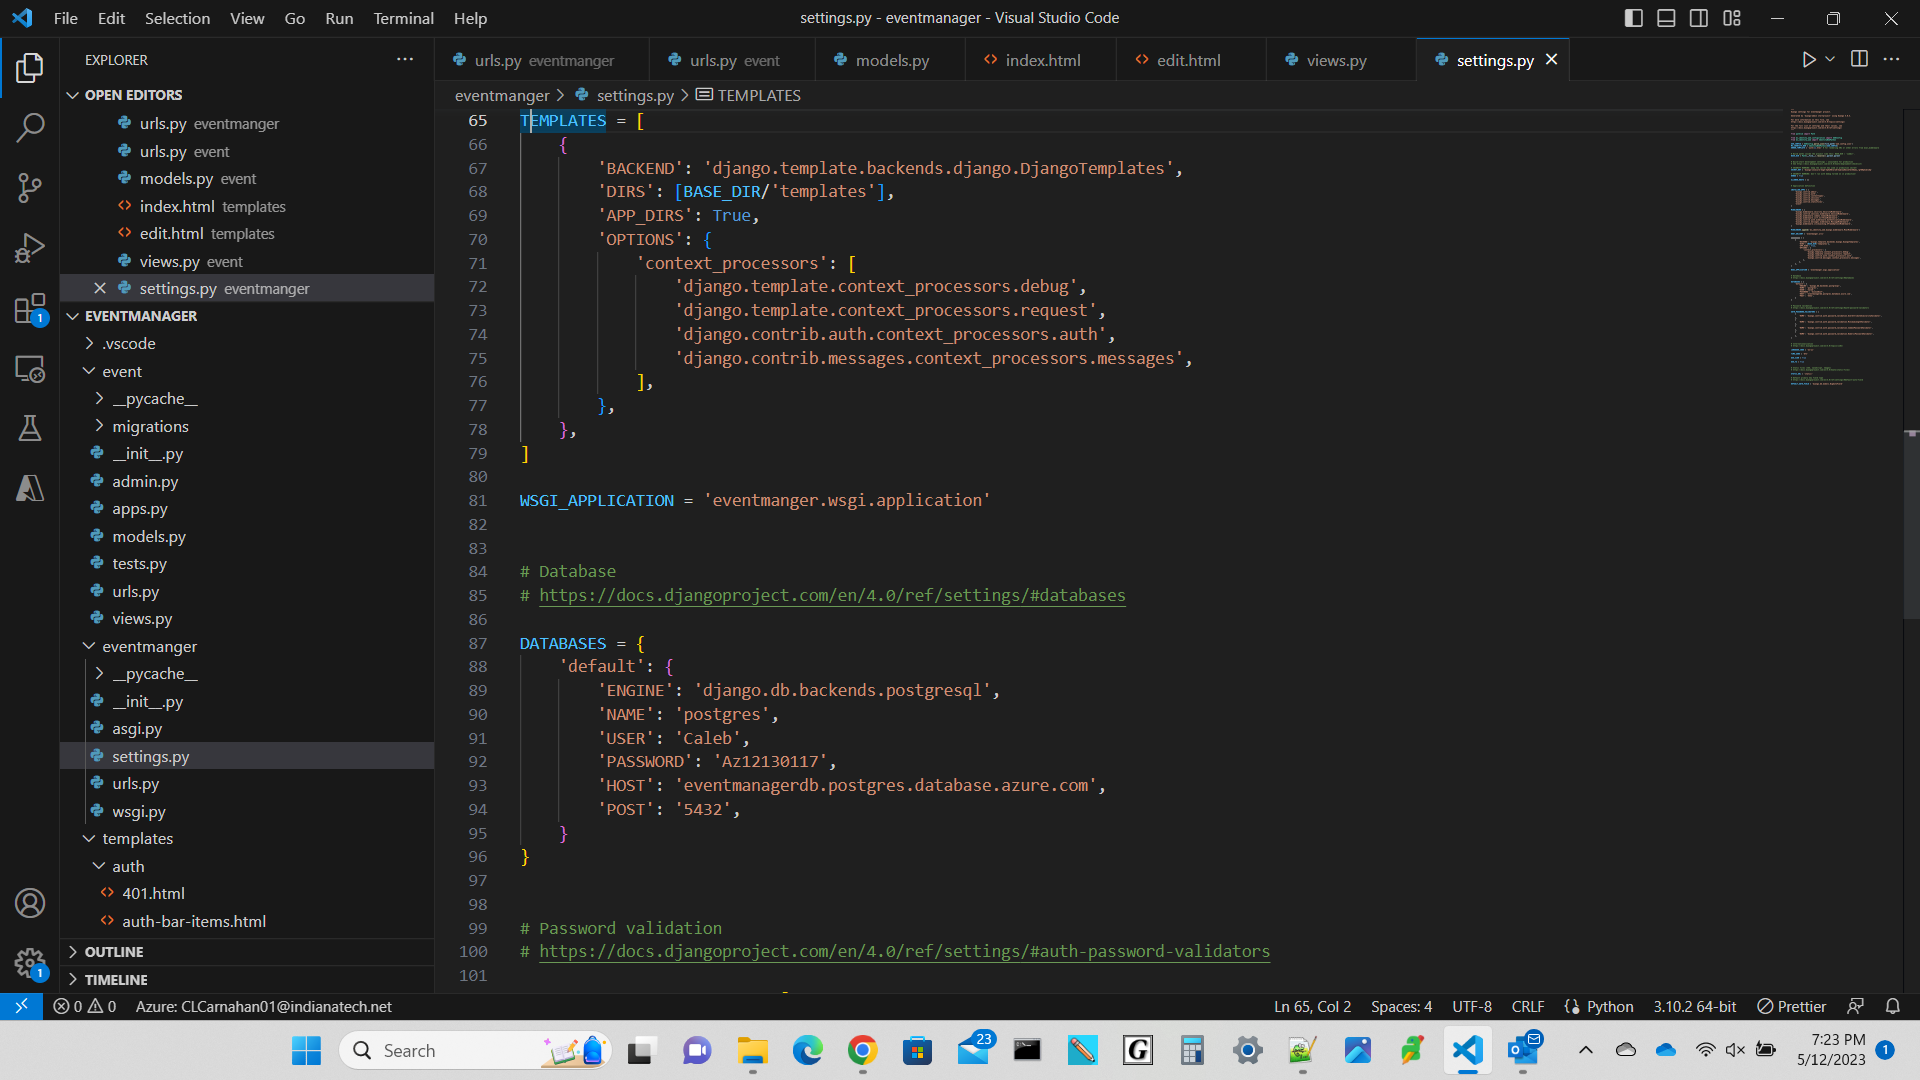 File Edit Selection View Go Run Terminal Help
settings.py - eventmanager - Visual Studio Code
EXPLORER
OPEN EDITORS
urls.py eventmanger
urls.py event
models.py event
index.html templates
edit.html templates
views.py event
settings.py eventmanger
EVENTMANAGER
.vscode
event
__pycache__
migrations
__init__.py
admin.py
apps.py
models.py
tests.py
urls.py
views.py
eventmanger
__pycache__
__init__.py
asgi.py
settings.py
urls.py
wsgi.py
templates
auth
401.html
auth-bar-items.html
OUTLINE
TIMELINE
1
1
urls.py eventmanger
urls.py event
models.py
index.html
edit.html
views.py
settings.py
eventmanger > settings.py > TEMPLATES
65 TEMPLATES = [
66 {
67 'BACKEND': 'django.template.backends.django.DjangoTemplates',
68 'DIRS': [BASE_DIR/'templates'],
69 'APP_DIRS': True,
70 'OPTIONS': {
71 'context_processors': [
72 'django.template.context_processors.debug',
73 'django.template.context_processors.request',
74 'django.contrib.auth.context_processors.auth',
75 'django.contrib.messages.context_processors.messages',
76 ],
77 },
78 },
79 ]
80
81 WSGI_APPLICATION = 'eventmanger.wsgi.application'
82
83
84 # Database
85 # https://docs.djangoproject.com/en/4.0/ref/settings/#databases
86
87 DATABASES = {
88 'default': {
89 'ENGINE': 'django.db.backends.postgresql',
90 'NAME': 'postgres',
91 'USER': 'Caleb',
92 'PASSWORD': 'Az12130117',
93 'HOST': 'eventmanagerdb.postgres.database.azure.com',
94 'POST': '5432',
95 }
96 }
97
98
99 # Password validation
100 # https://docs.djangoproject.com/en/4.0/ref/settings/#auth-password-validators
101
0 0 Azure: CLCarnahan01@indianatech.net
Ln 65, Col 2 Spaces: 4 UTF-8 CRLF Python 3.10.2 64-bit Prettier
Search
23
G
7:23 PM
5/12/2023
1